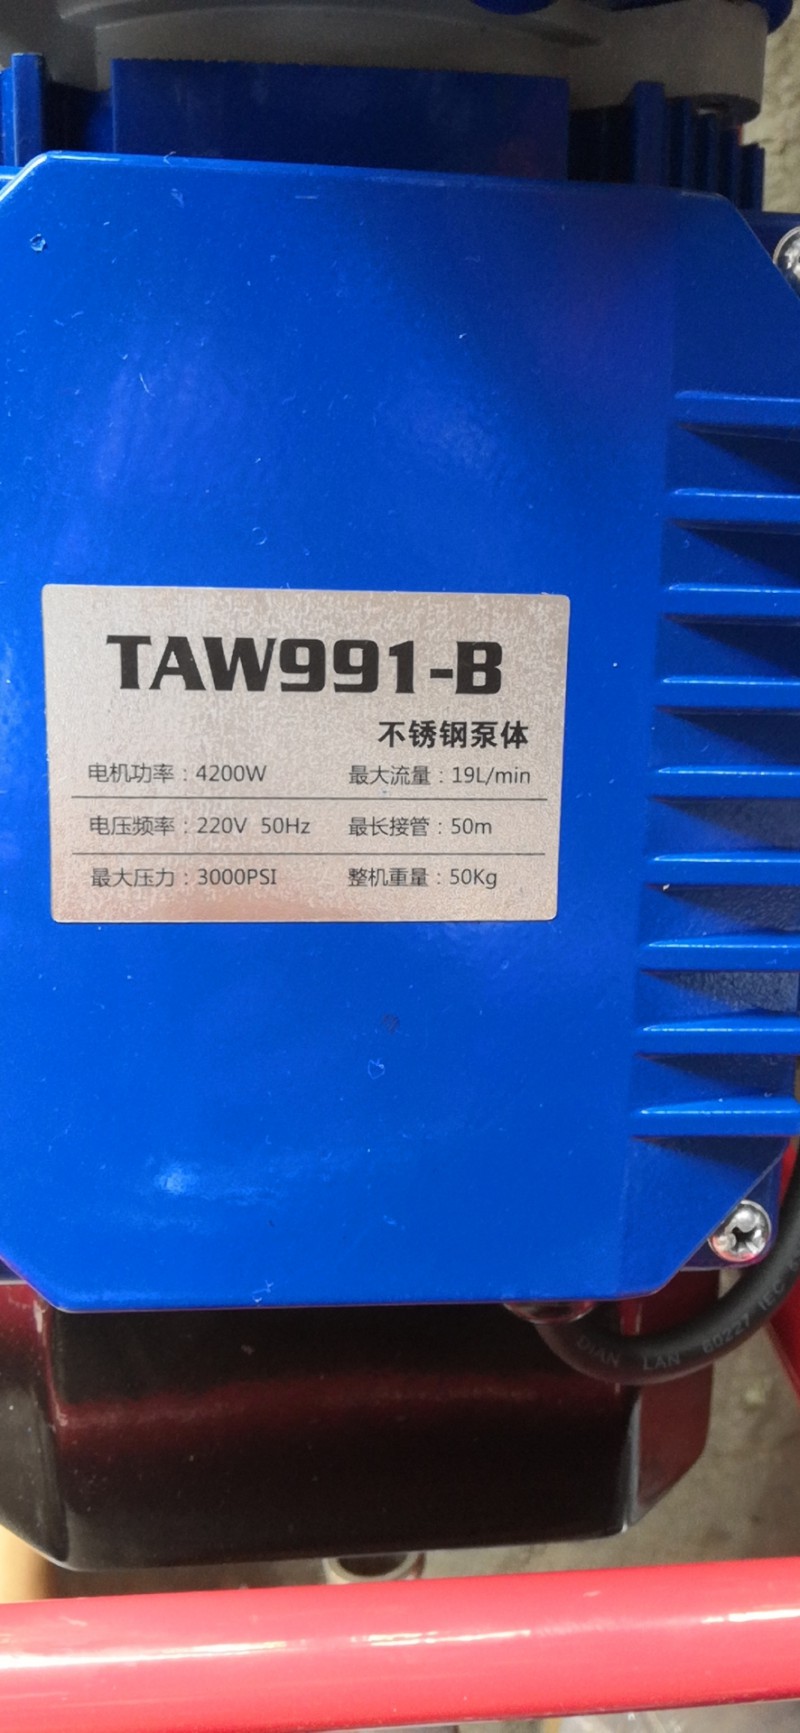 TAW991-B
不锈钢泵体
电机功率：4200W 最大流量：19L/min
电压频率：220V 50Hz 最长接管：50m
最大压力：3000PSI 整机重量：50Kg
DIAN LAN 60227 IEC